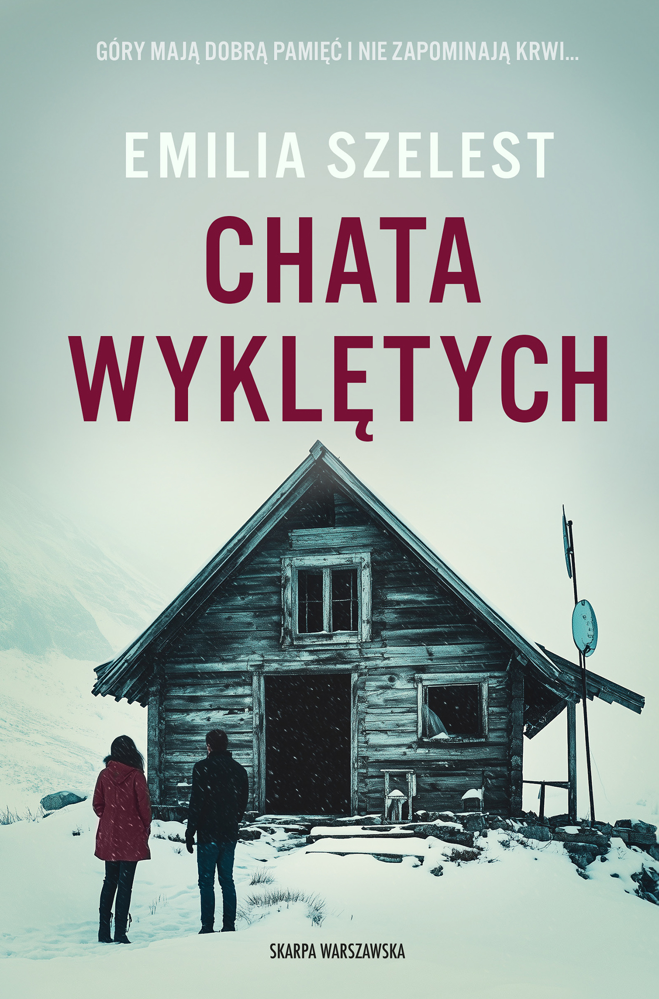 GÓRY MAJĄ DOBRĄ PAMIĘĆ I NIE ZAPOMINAJĄ KRWI...
EMILIA SZELEST
CHATA
WYKLĘTYCH
SKARPA WARSZAWSKA